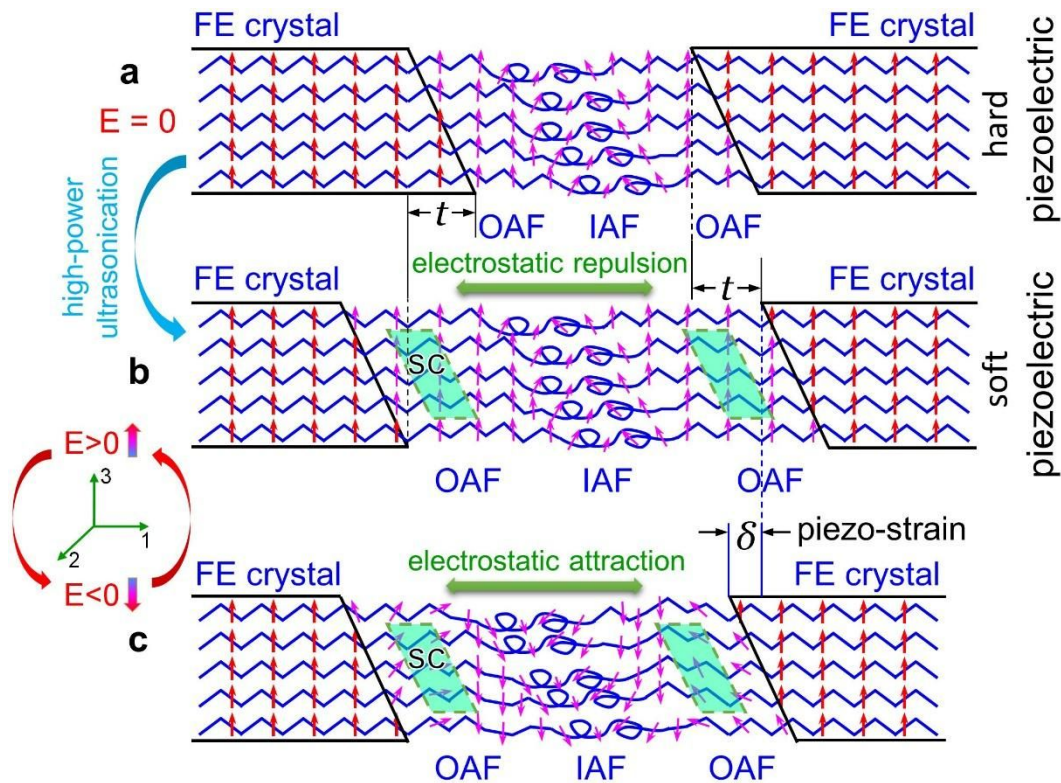 FE crystal
FE crystal
a
E = 0
hard
piezoelectric
high-power
ultrasonication
t
OAF
IAF
OAF
FE crystal
electrostatic repulsion
t
FE crystal
b
SC
soft
piezoelectric
E>0
3
1
2
E<0
OAF
IAF
OAF
δ
piezo-strain
FE crystal
electrostatic attraction
FE crystal
c
SC
OAF
IAF
OAF